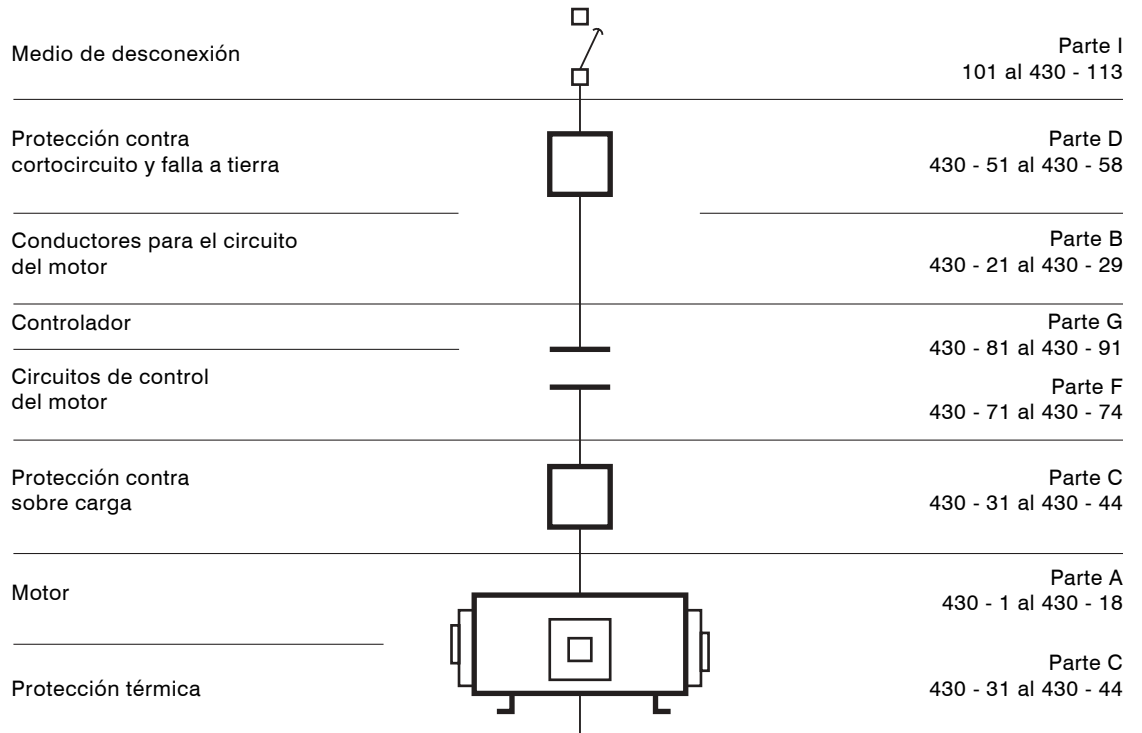 Medio de desconexión
Parte I
101 al 430 - 113
Protección contra
cortocircuito y falla a tierra
Parte D
430 - 51 al 430 - 58
Conductores para el circuito
del motor
Parte B
430 - 21 al 430 - 29
Controlador
Parte G
430 - 81 al 430 - 91
Circuitos de control
del motor
Parte F
430 - 71 al 430 - 74
Protección contra
sobre carga
Parte C
430 - 31 al 430 - 44
Motor
Parte A
430 - 1 al 430 - 18
Protección térmica
Parte C
430 - 31 al 430 - 44